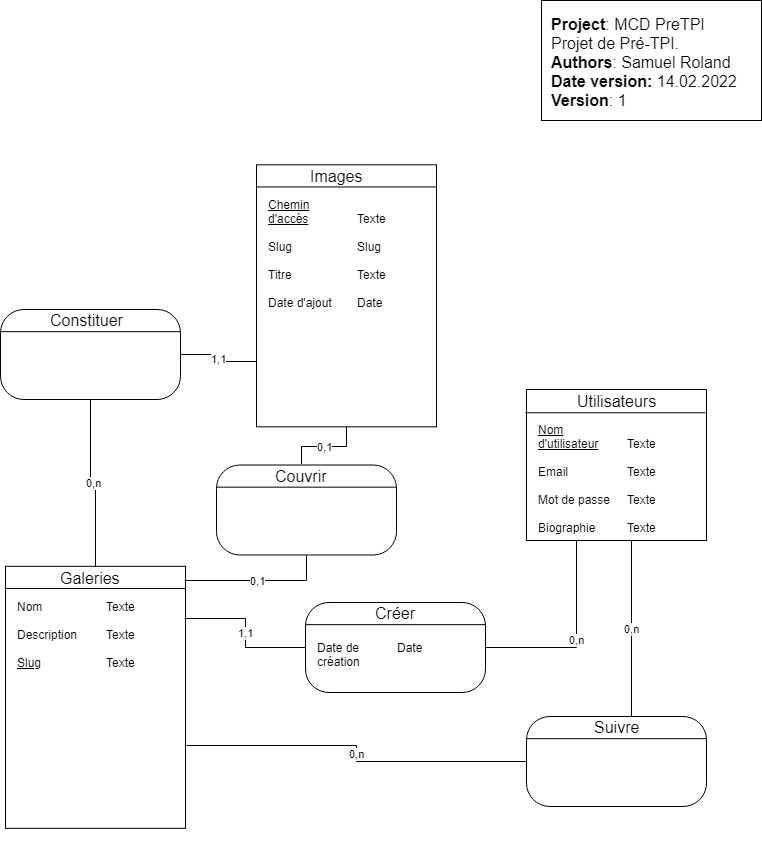 Project: MCD PreTPI
Projet de Pré-TPI.
Authors: Samuel Roland
Date version: 14.02.2022
Version: 1
Images
Chemin
d'accès Texte
Slug Slug
Titre Texte
Date d'ajout Date
Constituer
1,1
0,1
Couvrir
0,n
0,1
Utilisateurs
Nom
d'utilisateur Texte
Email Texte
Mot de passe Texte
Biographie Texte
Galeries
Nom Texte
Description Texte
Slug Texte
1,1
Créer
Date de Date
création
0,n
0,n
Suivre
0,n